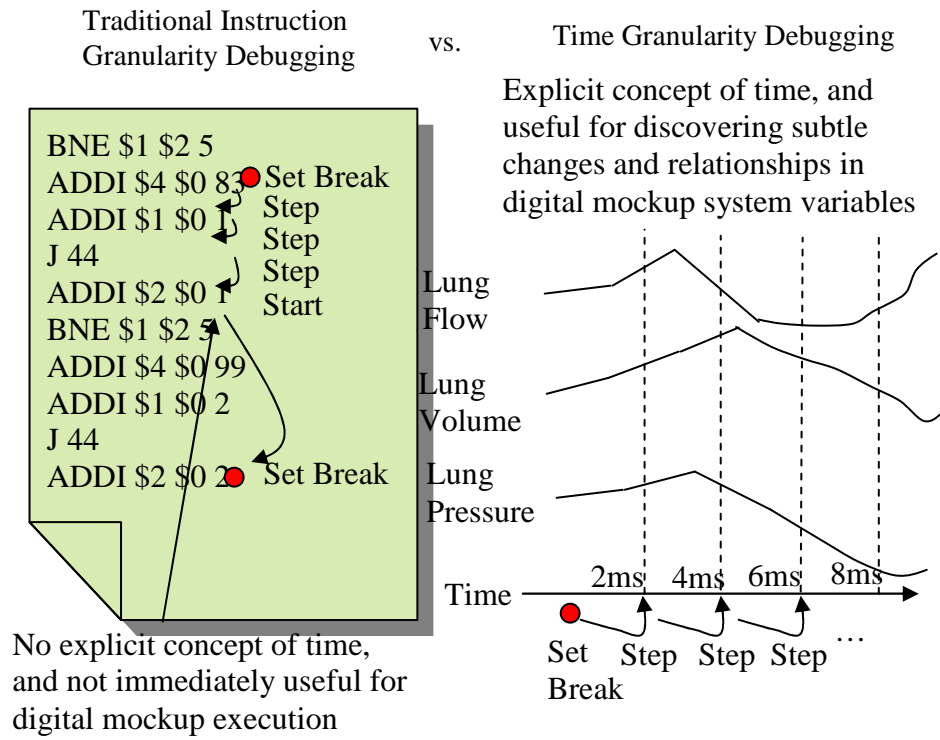 Traditional Instruction
Granularity Debugging
vs.
Time Granularity Debugging
Explicit concept of time, and
useful for discovering subtle
changes and relationships in
digital mockup system variables
BNE $1 $2 5
ADDI $4 $0 83
ADDI $1 $0 1
J 44
ADDI $2 $0 1
BNE $1 $2 5
ADDI $4 $0 99
ADDI $1 $0 2
J 44
ADDI $2 $0 2
Set Break
Step
Step
Step
Start
Set Break
Lung
Flow
Lung
Volume
Lung
Pressure
Time
2ms
4ms
6ms
8ms
Set
Break
Step
Step
Step
...
No explicit concept of time,
and not immediately useful for
digital mockup execution